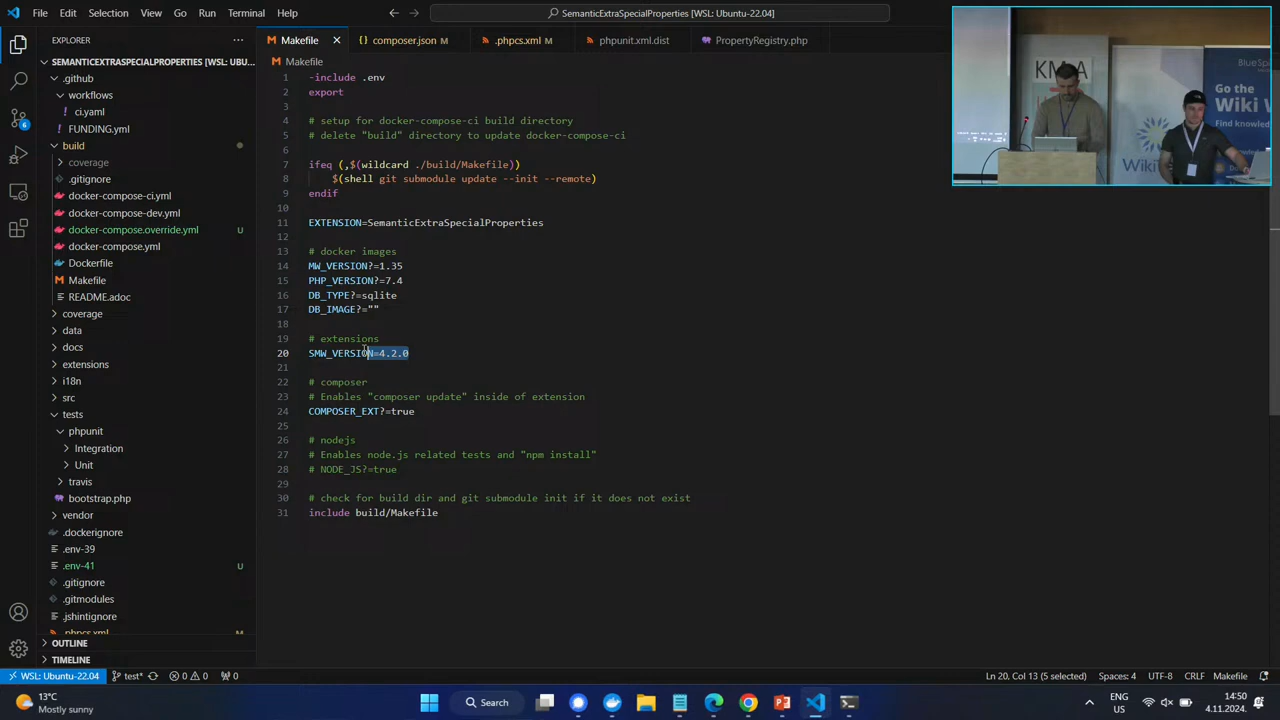 File Edit Selection View Go Run Terminal Help
SemanticExtraSpecialProperties [WSL: Ubuntu-22.04]
EXPLORER
Makefile
composer.json M
.phpcs.xml M
phpunit.xml.dist
PropertyRegistry.php
SEMANTICEXTRASPECIALPROPERTIES [WSL: UBU...
Makefile
.github
workflows
ci.yaml
FUNDING.yml
build
coverage
.gitignore
docker-compose-ci.yml
docker-compose-dev.yml
docker-compose.override.yml U
docker-compose.yml
Dockerfile
Makefile
README.adoc
coverage
data
docs
extensions
i18n
src
tests
phpunit
Integration
Unit
travis
bootstrap.php
vendor
.dockerignore
.env-39
.env-41 U
.gitignore
.gitmodules
.jshintignore
.phpcs.xml M
OUTLINE
TIMELINE
6
1 -include .env
2 export
3
4 # setup for docker-compose-ci build directory
5 # delete "build" directory to update docker-compose-ci
6
7 ifeq (,$(wildcard ./build/Makefile))
8 $(shell git submodule update --init --remote)
9 endif
10
11 EXTENSION=SemanticExtraSpecialProperties
12
13 # docker images
14 MW_VERSION?=1.35
15 PHP_VERSION?=7.4
16 DB_TYPE?=sqlite
17 DB_IMAGE?=""
18
19 # extensions
20 SMW_VERSION=4.2.0
21
22 # composer
23 # Enables "composer update" inside of extension
24 COMPOSER_EXT?=true
25
26 # nodejs
27 # Enables node.js related tests and "npm install"
28 # NODE_JS?=true
29
30 # check for build dir and git submodule init if it does not exist
31 include build/Makefile
BlueSp
Go the
Wiki W
Find knowled
WSL: Ubuntu-22.04
test*
0 0
0
Ln 20, Col 13 (5 selected) Spaces: 4 UTF-8 CRLF Makefile
13°C
Mostly sunny
Search
ENG
US
14:50
4.11.2024.